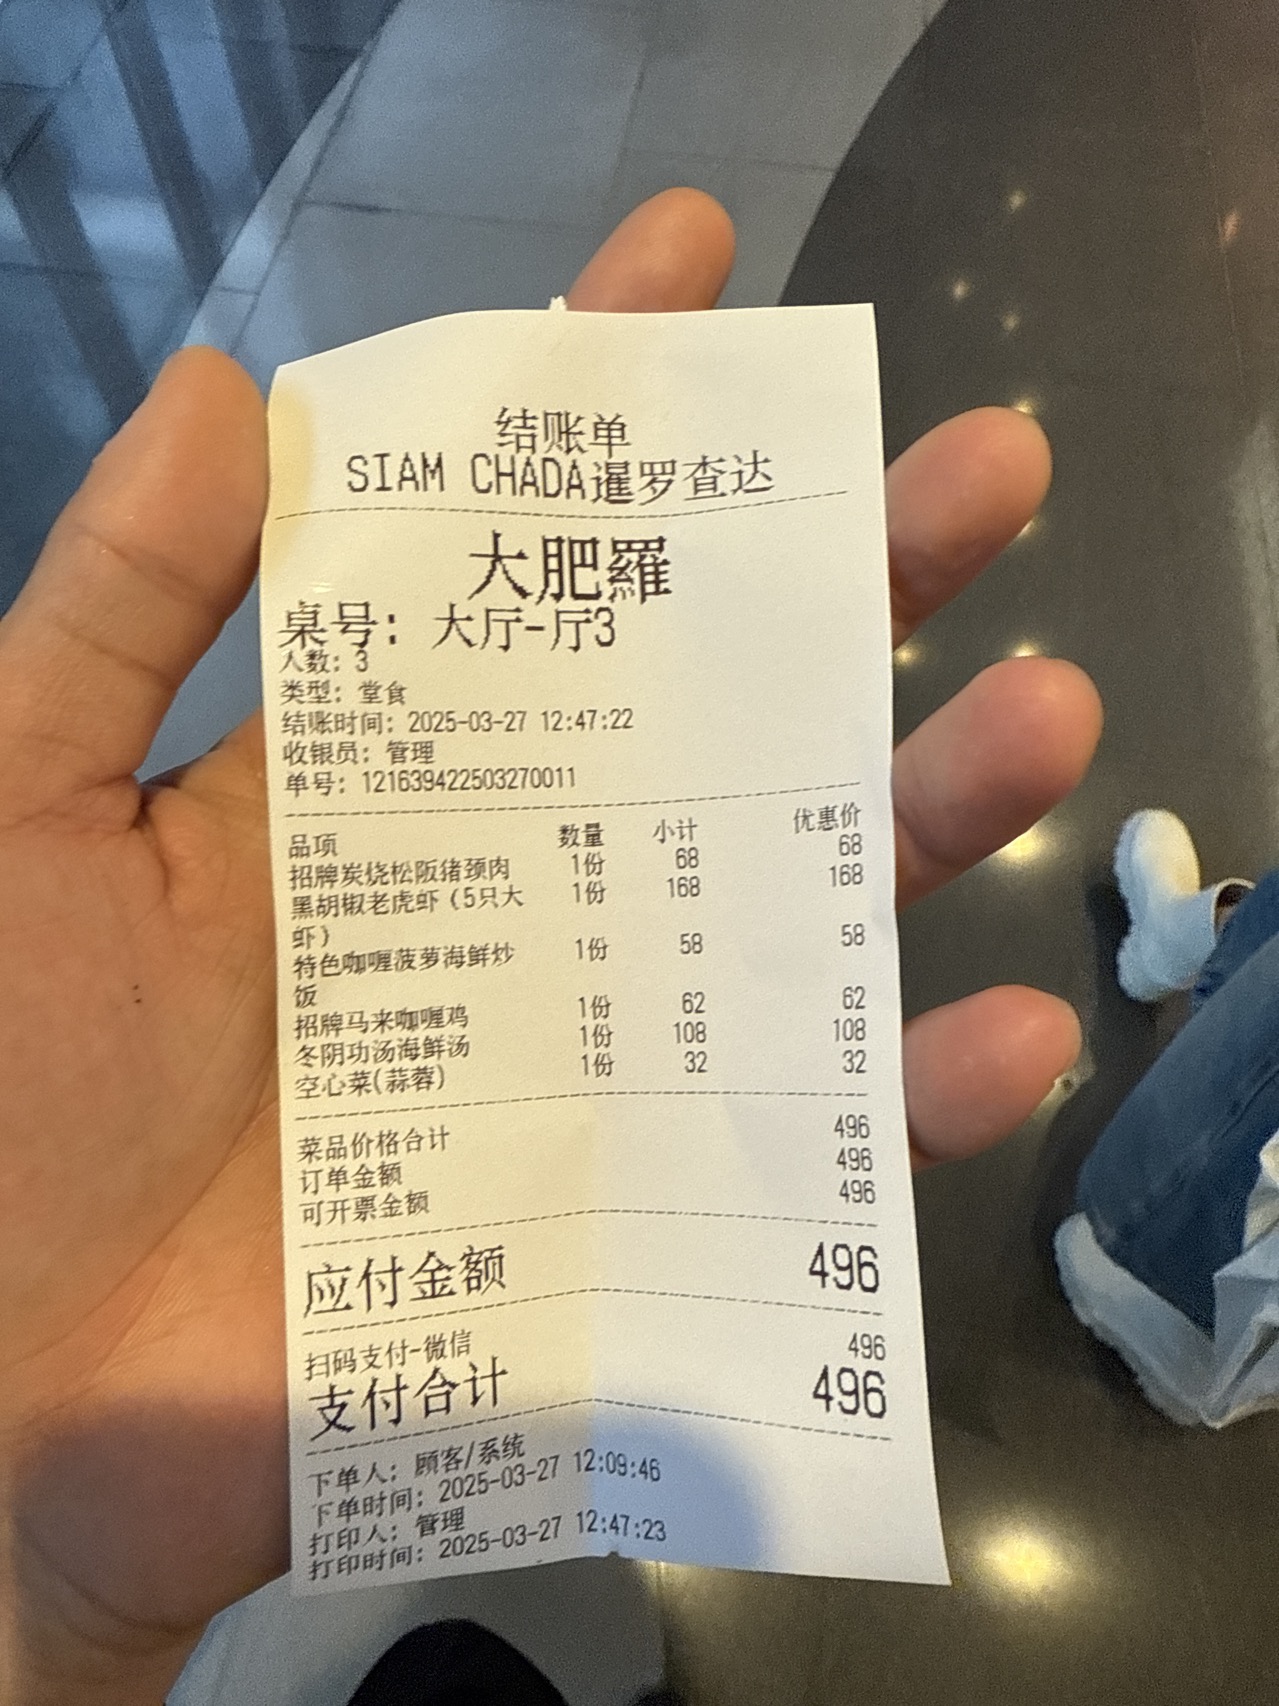 结账单
SIAM CHADA暹罗查达
大肥羅
桌号: 大厅-厅3
人数: 3
类型: 堂食
结账时间: 2025-03-27 12:47:22
收银员: 管理
单号: 121639422503270011
品项 数量 小计 优惠价
招牌炭烧松阪猪颈肉 1份 68 68
黑胡椒老虎虾 (5只大 1份 168 168
虾)
特色咖喱菠萝海鲜炒 1份 58 58
饭
招牌马来咖喱鸡 1份 62 62
冬阴功汤海鲜汤 1份 108 108
空心菜(蒜蓉) 1份 32 32
菜品价格合计 496
订单金额 496
可开票金额 496
应付金额 496
扫码支付-微信 496
支付合计 496
下单人: 顾客/系统
下单时间: 2025-03-27 12:09:46
打印人: 管理
打印时间: 2025-03-27 12:47:23